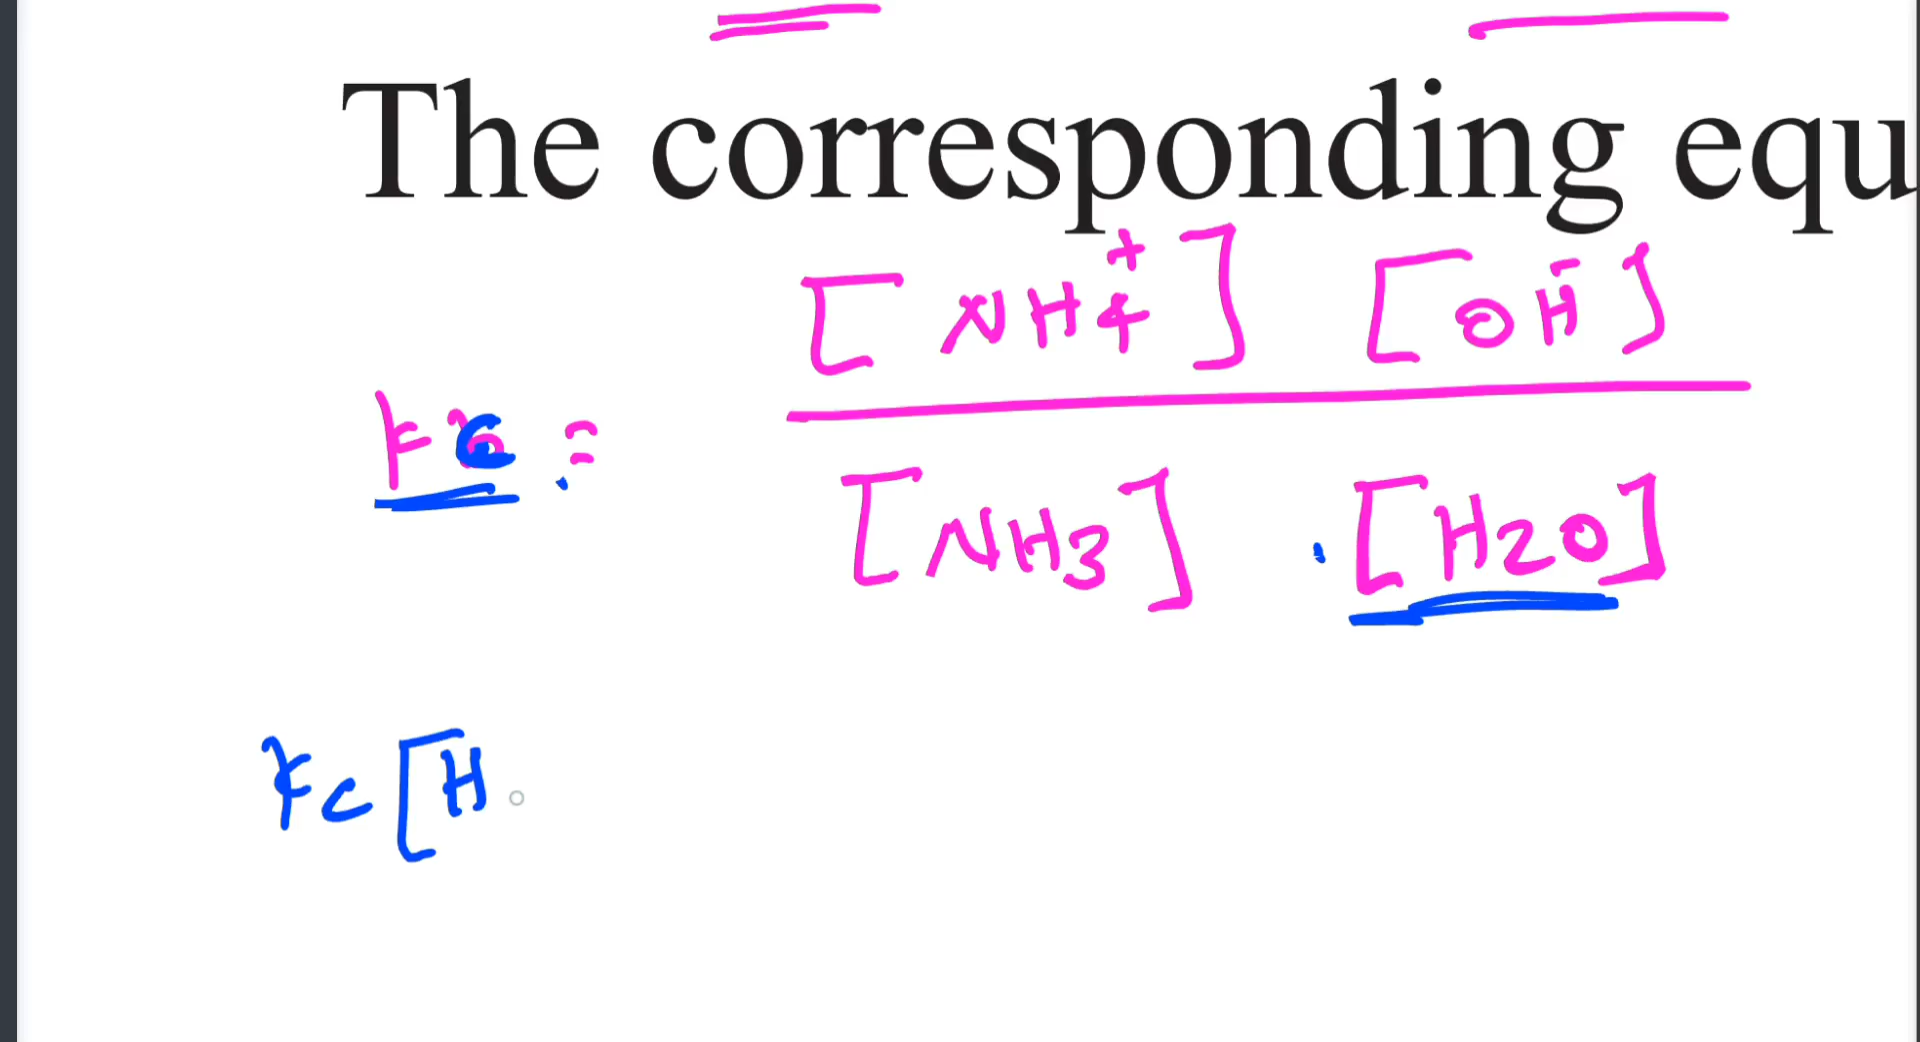 The corresponding equ
[NH4+] [OH-]
Kc =
[NH3] . [H2O]
Kc [H